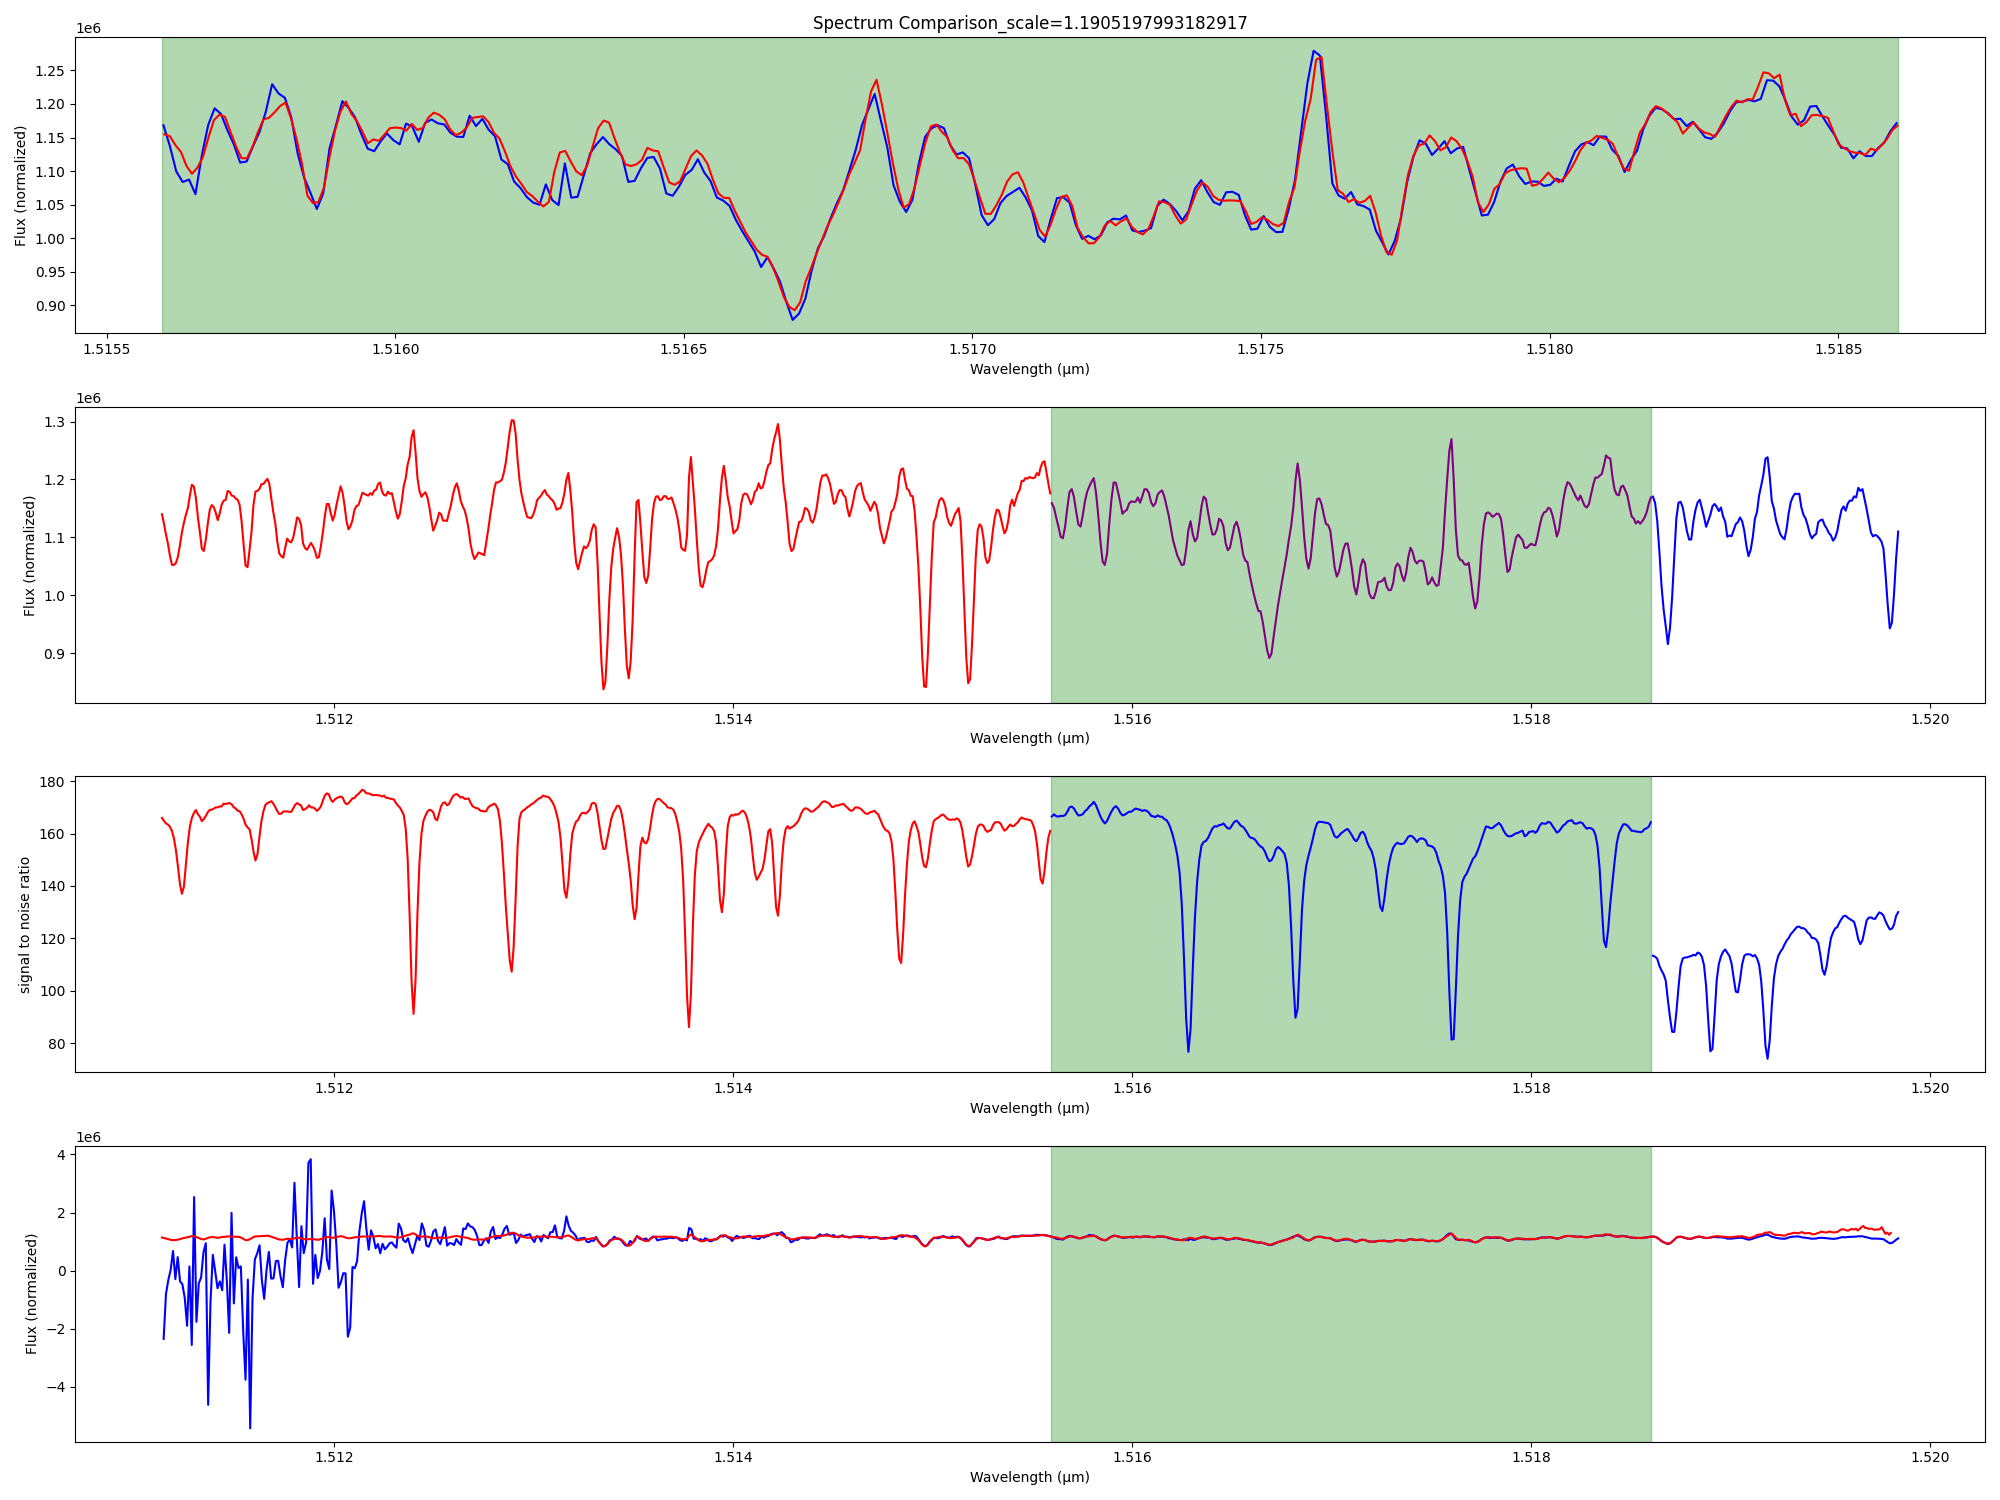 Spectrum Comparison_scale=1.1905197993182917
1e6
Flux (normalized)
1.25
1.20
1.15
1.10
1.05
1.00
0.95
0.90
1.5155 1.5160 1.5165 1.5170 1.5175 1.5180 1.5185
Wavelength (μm)
1e6
Flux (normalized)
1.3
1.2
1.1
1.0
0.9
1.512 1.514 1.516 1.518 1.520
Wavelength (μm)
signal to noise ratio
180
160
140
120
100
80
1.512 1.514 1.516 1.518 1.520
Wavelength (μm)
1e6
Flux (normalized)
4
2
0
−2
−4
1.512 1.514 1.516 1.518 1.520
Wavelength (μm)